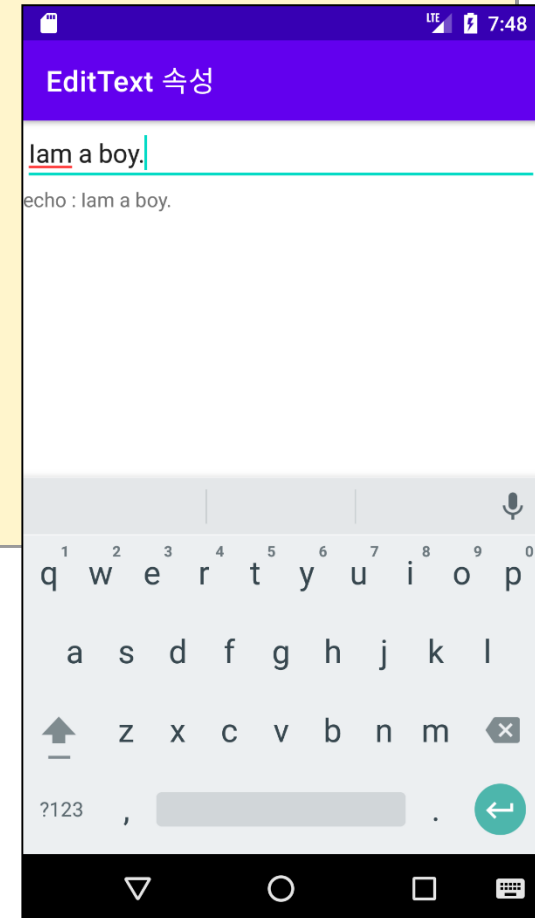 LTE 7:48
EditText 속성
Iam a boy.
echo : Iam a boy.
1 2 3 4 5 6 7 8 9 0
q w e r t y u i o p
a s d f g h j k l
z x c v b n m
?123 , .